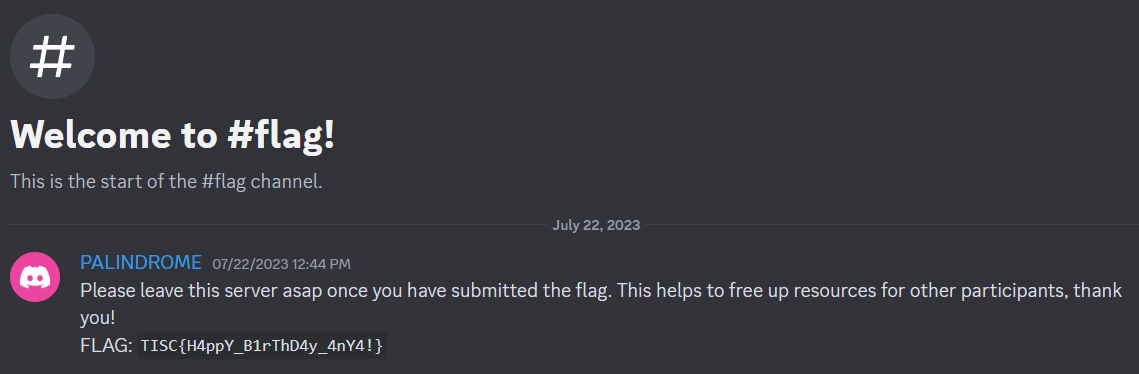 #
Welcome to #flag!
This is the start of the #flag channel.
July 22, 2023
PALINDROME 07/22/2023 12:44 PM
Please leave this server asap once you have submitted the flag. This helps to free up resources for other participants, thank
you!
FLAG: TISC{H4ppY_B1rThD4y_4nY4!}